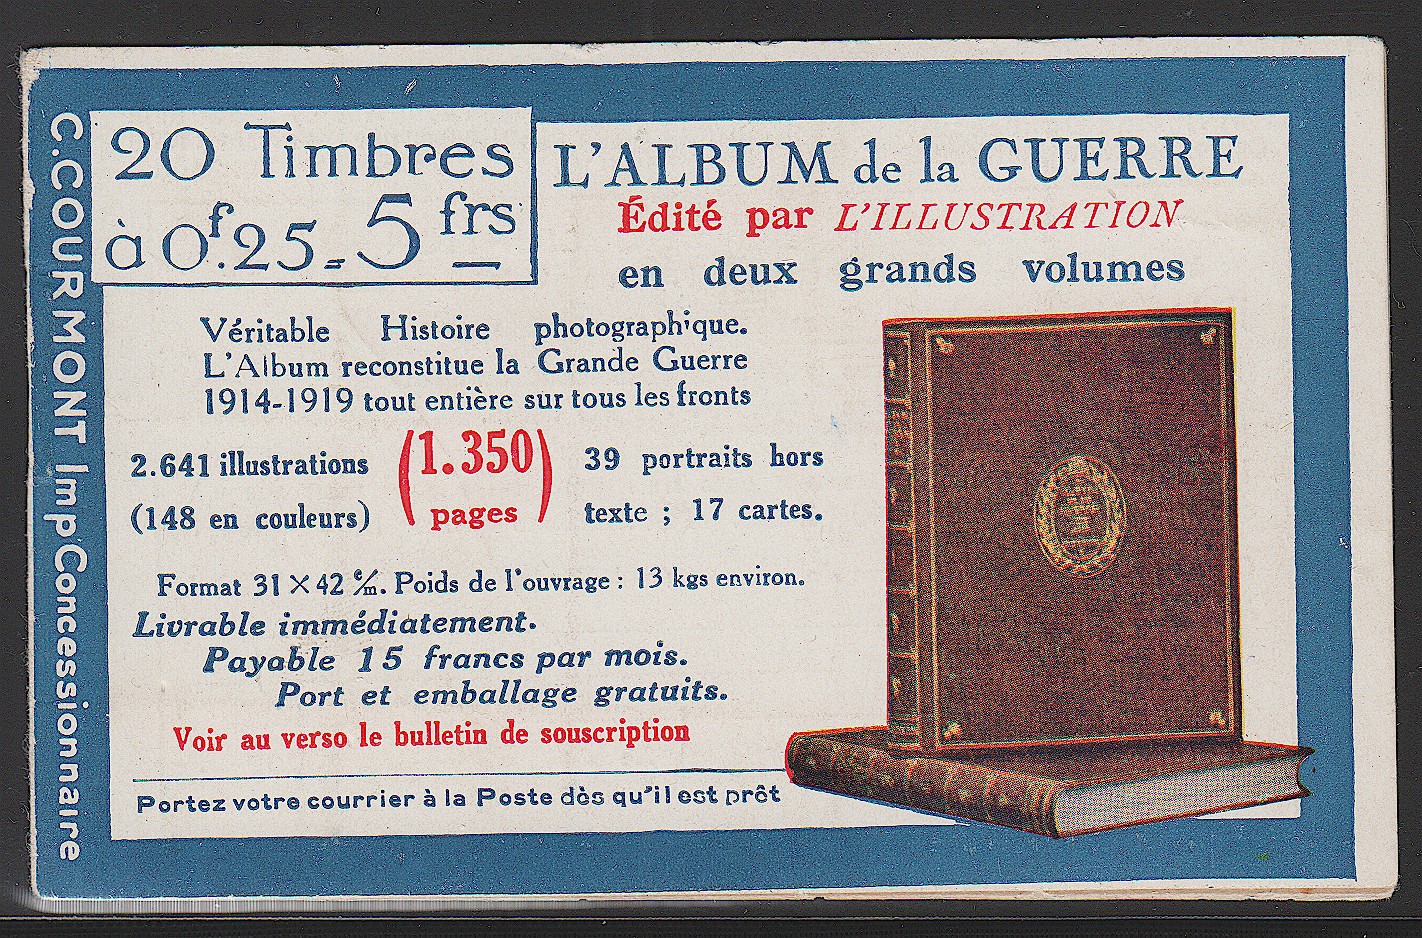 C. COURMONT Imp Concessionnaire
20 Timbres
à 0f.25 = 5 frs
L'ALBUM de la GUERRE
Édité par L'ILLUSTRATION
en deux grands volumes
Véritable Histoire photographique.
L'Album reconstitue la Grande Guerre
1914-1919 tout entière sur tous les fronts
2.641 illustrations (1.350 39 portraits hors
(148 en couleurs) pages) texte ; 17 cartes.
Format 31 × 42 c/m. Poids de l'ouvrage : 13 kgs environ.
Livrable immédiatement.
Payable 15 francs par mois.
Port et emballage gratuits.
Voir au verso le bulletin de souscription
Portez votre courrier à la Poste dès qu'il est prêt